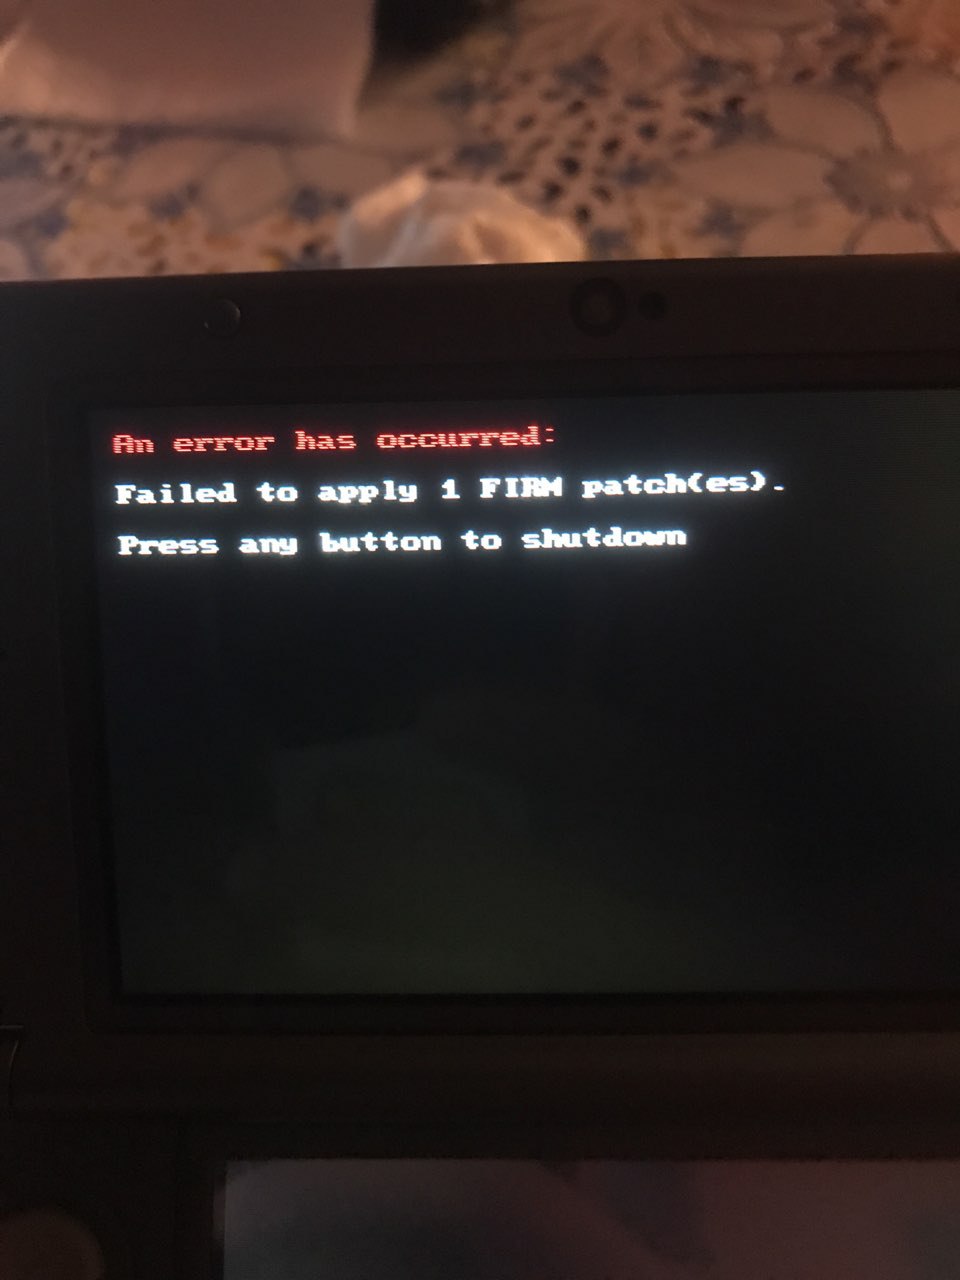 An error has occurred:
Failed to apply 1 FIRM patch(es).
Press any button to shutdown